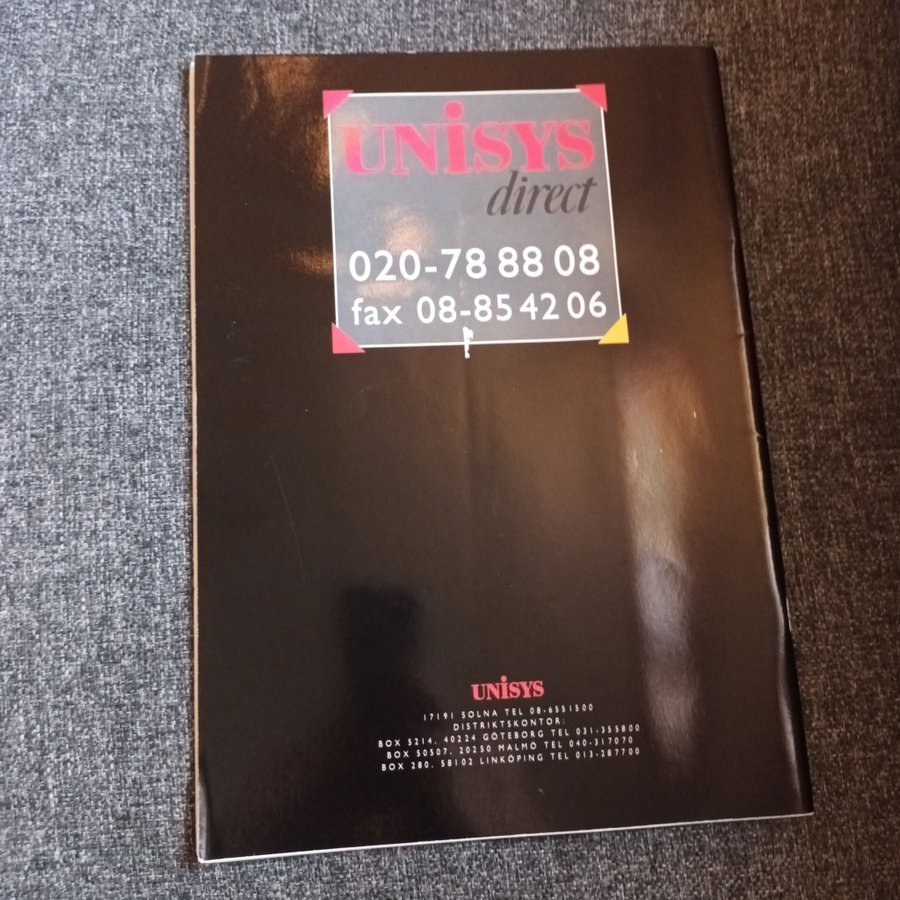 UNiSYS
direct
020-78 88 08
fax 08-85 42 06
UNiSYS
17191 SOLNA TEL 08-6551500
DISTRIKTSKONTOR:
BOX 5214, 40224 GÖTEBORG TEL 031-355800
BOX 50507, 20250 MALMÖ TEL 040-317070
BOX 280, 58102 LINKÖPING TEL 013-287700